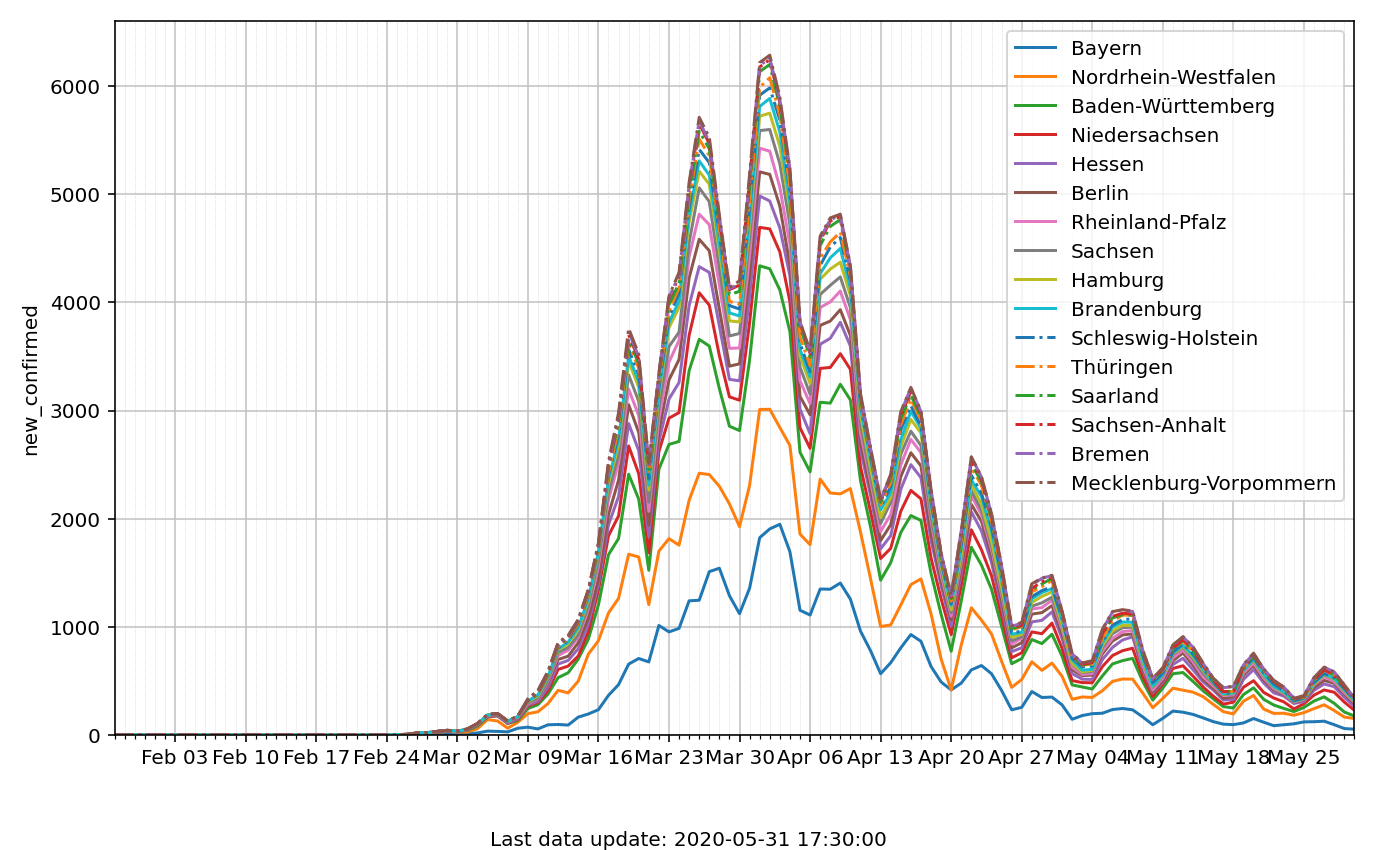 new_confirmed
6000
5000
4000
3000
2000
1000
0
Bayern
Nordrhein-Westfalen
Baden-Württemberg
Niedersachsen
Hessen
Berlin
Rheinland-Pfalz
Sachsen
Hamburg
Brandenburg
Schleswig-Holstein
Thüringen
Saarland
Sachsen-Anhalt
Bremen
Mecklenburg-Vorpommern
Feb 03 Feb 10 Feb 17 Feb 24 Mar 02 Mar 09 Mar 16 Mar 23 Mar 30 Apr 06 Apr 13 Apr 20 Apr 27 May 04 May 11 May 18 May 25
Last data update: 2020-05-31 17:30:00